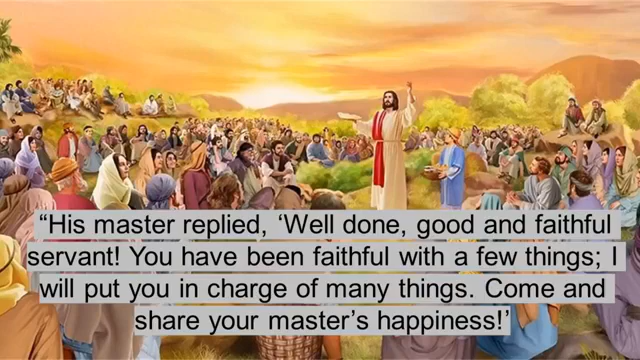 “His master replied, ‘Well done, good and faithful
servant! You have been faithful with a few things; I
will put you in charge of many things. Come and
share your master’s happiness!’